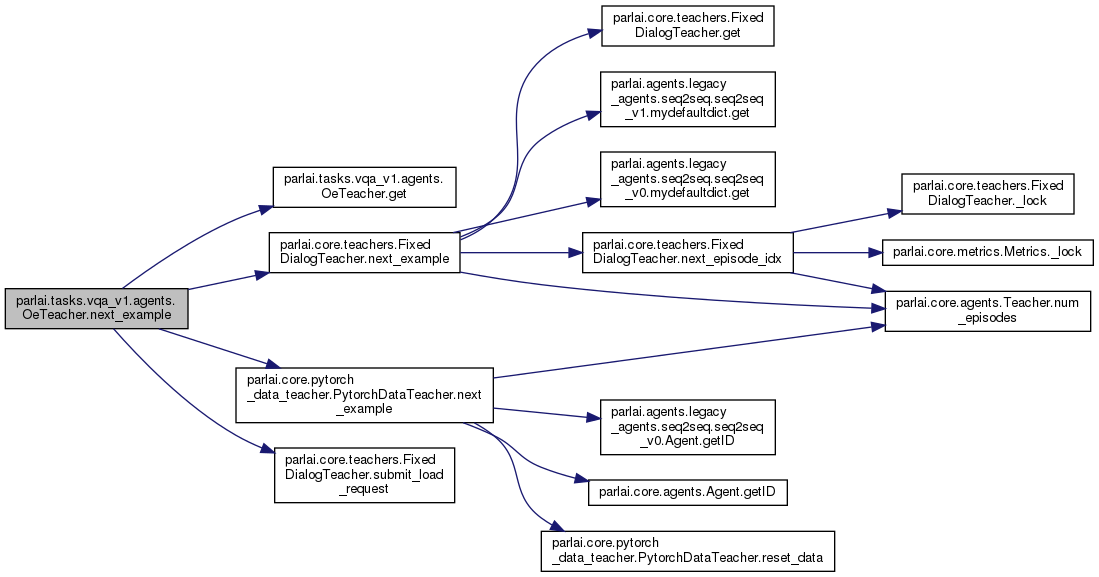 parlai.core.teachers.Fixed
DialogTeacher.get
parlai.agents.legacy
_agents.seq2seq.seq2seq
_v1.mydefaultdict.get
parlai.agents.legacy
_agents.seq2seq.seq2seq
_v0.mydefaultdict.get
parlai.tasks.vqa_v1.agents.
OeTeacher.get
parlai.core.teachers.Fixed
DialogTeacher._lock
parlai.core.teachers.Fixed
DialogTeacher.next_example
parlai.core.teachers.Fixed
DialogTeacher.next_episode_idx
parlai.core.metrics.Metrics._lock
parlai.tasks.vqa_v1.agents.
OeTeacher.next_example
parlai.core.agents.Teacher.num
_episodes
parlai.core.pytorch
_data_teacher.PytorchDataTeacher.next
_example
parlai.agents.legacy
_agents.seq2seq.seq2seq
_v0.Agent.getID
parlai.core.teachers.Fixed
DialogTeacher.submit_load
_request
parlai.core.agents.Agent.getID
parlai.core.pytorch
_data_teacher.PytorchDataTeacher.reset_data